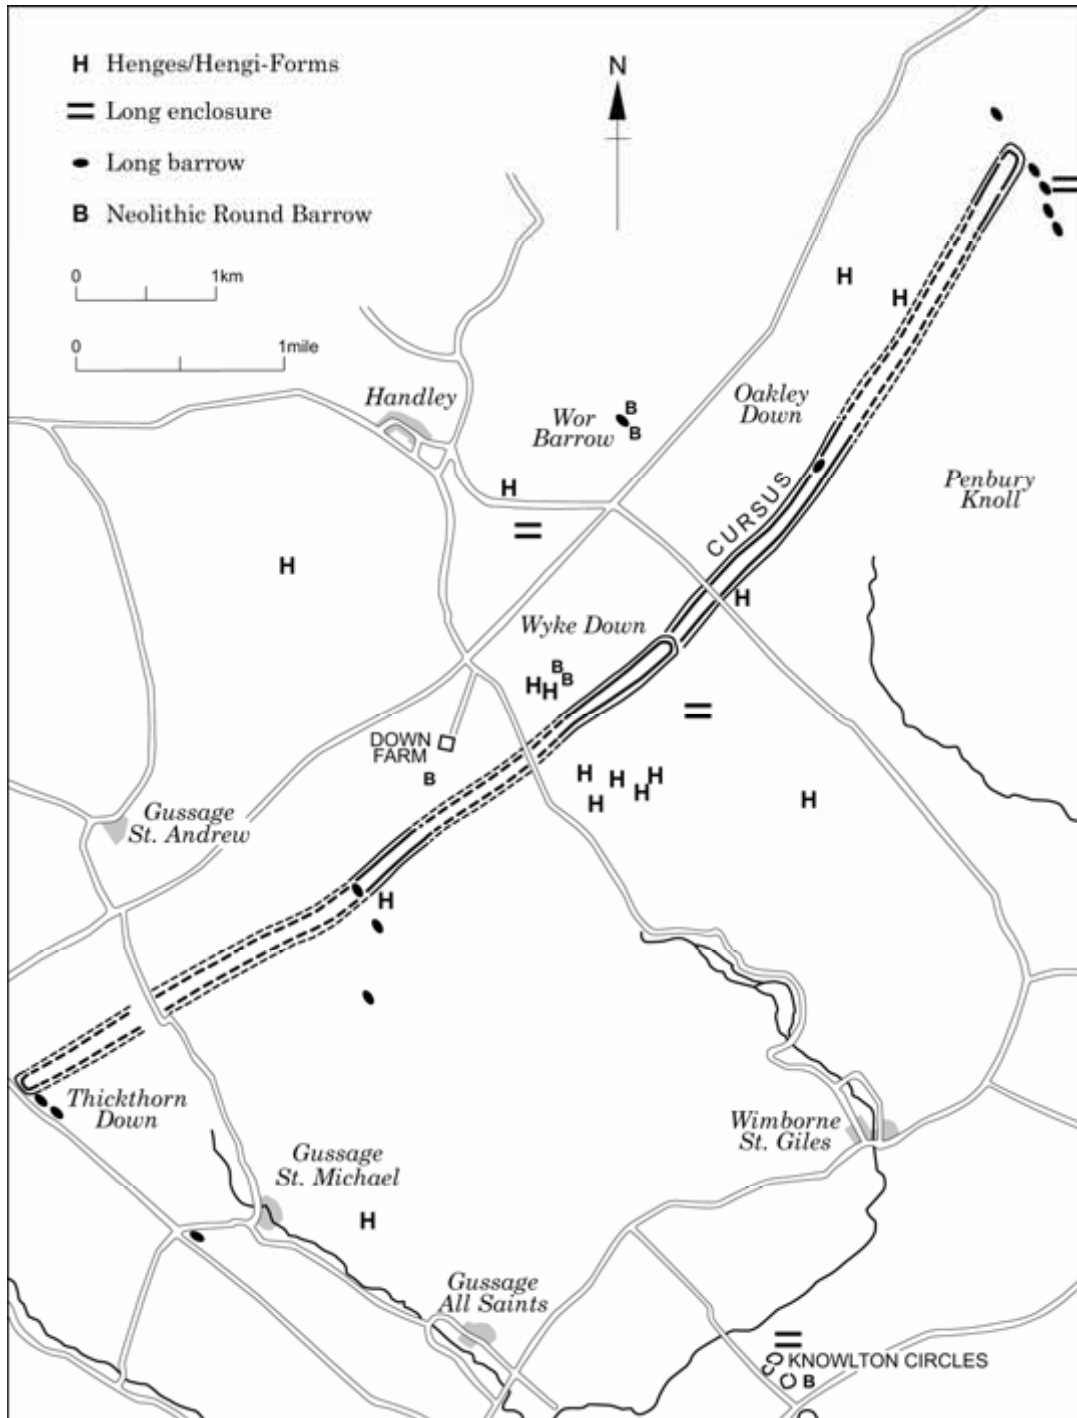 H Henges/Hengi-Forms
Long enclosure
Long barrow
B Neolithic Round Barrow
0 1km
0 1mile
N
H
H
Handley
Wor
Barrow
B
B
Oakley
Down
Penbury
Knoll
CURSUS
H
H
H
Wyke Down
B
B
H H
DOWN
FARM
B
H
H
H
H
H
H
Gussage
St. Andrew
H
Thickthorn
Down
Wimborne
St. Giles
Gussage
St. Michael
H
Gussage
All Saints
KNOWLTON CIRCLES
B